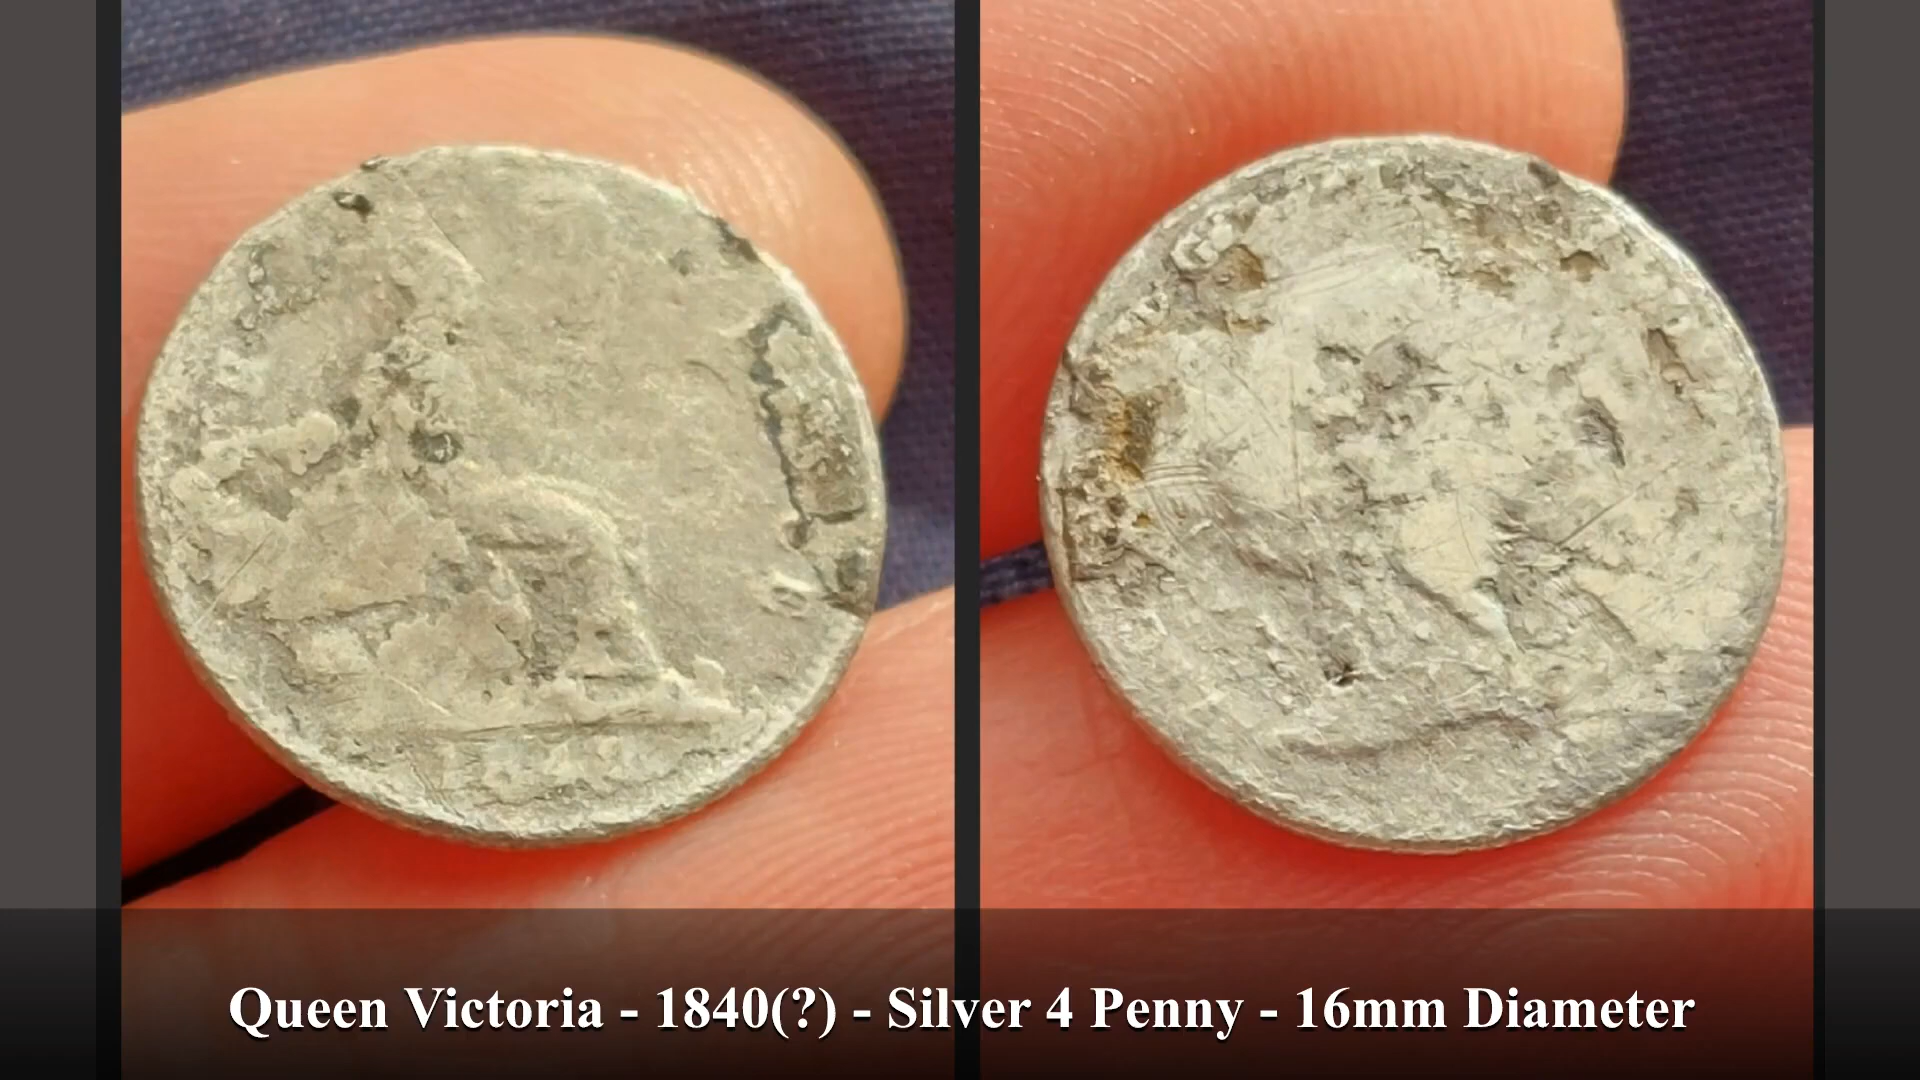 Queen Victoria - 1840(?) - Silver 4 Penny - 16mm Diameter